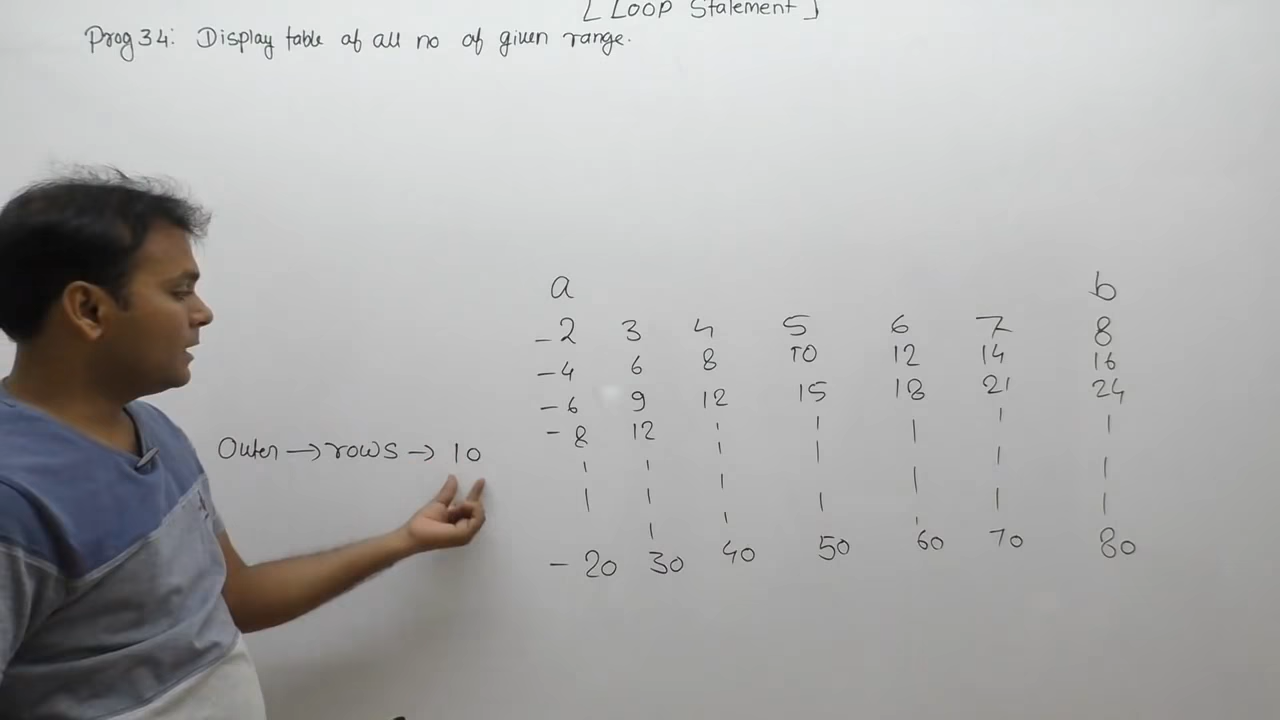 [ Loop Statement ]
Prog 34: Display table of all no of given range.
a b
- 2 3 4 5 6 7 8
- 4 6 8 10 12 14 16
- 6 9 12 15 18 21 24
- 8 12
Outer → rows → 10
- 20 30 40 50 60 70 80